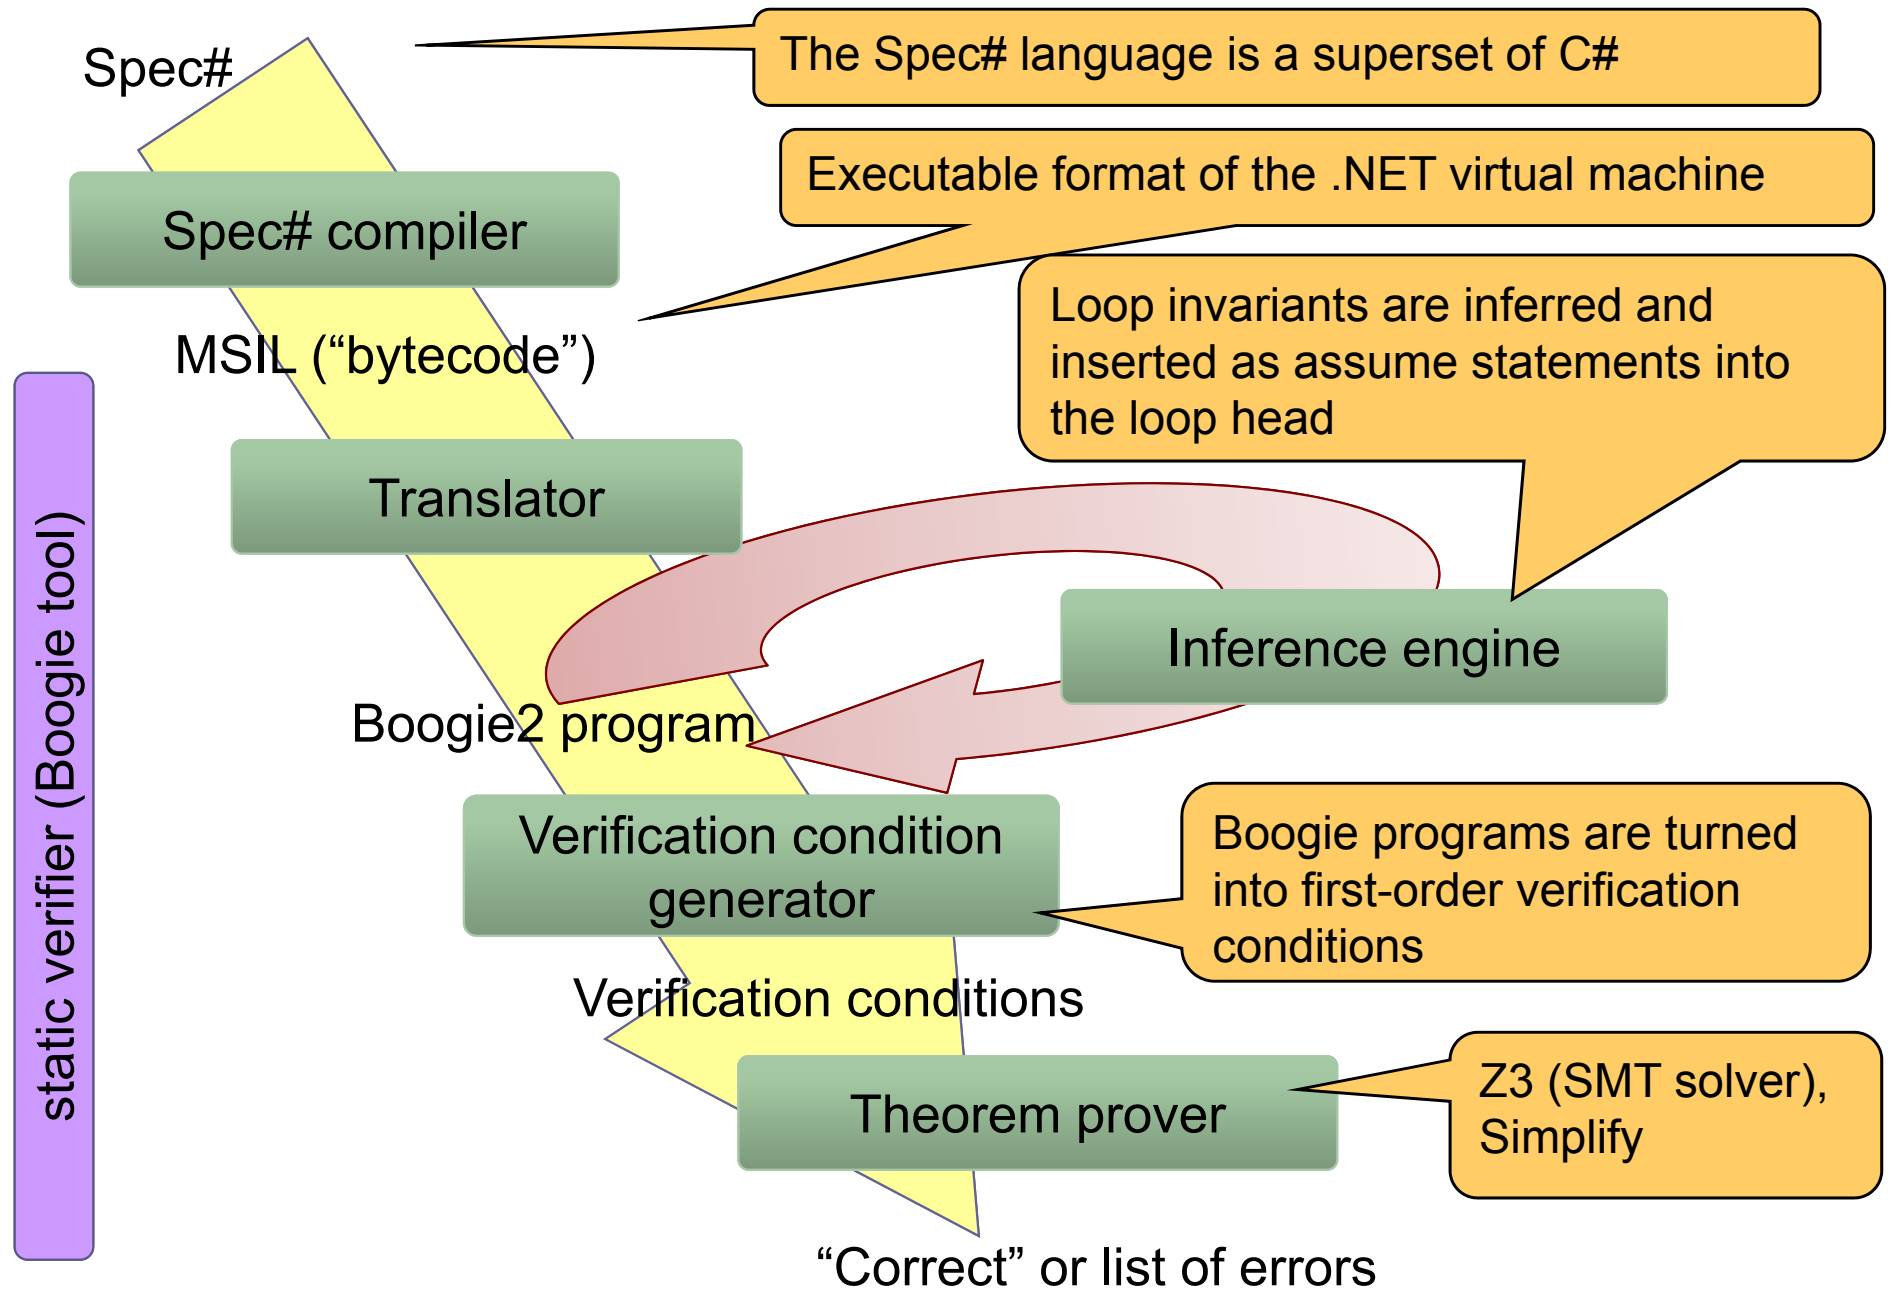 Spec#
The Spec# language is a superset of C#
Executable format of the .NET virtual machine
Spec# compiler
Loop invariants are inferred and
inserted as assume statements into
the loop head
MSIL (“bytecode”)
Translator
static verifier (Boogie tool)
Inference engine
Boogie2 program
Verification condition
generator
Boogie programs are turned
into first-order verification
conditions
Verification conditions
Theorem prover
Z3 (SMT solver),
Simplify
“Correct” or list of errors